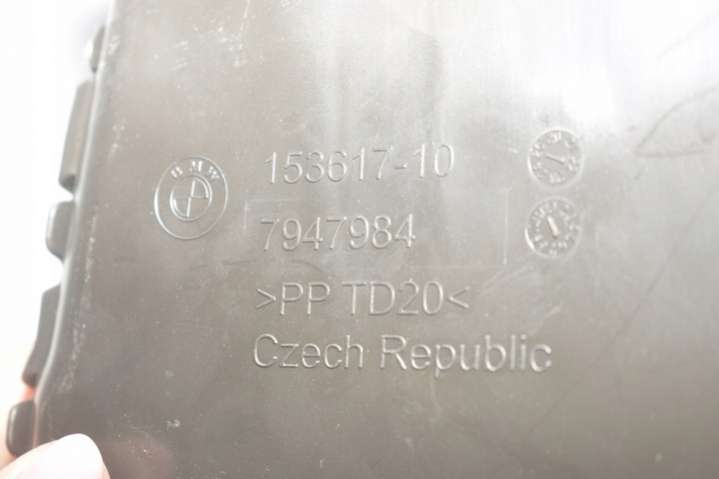 BMW
153617-10
7947984
>PP TD20<
Czech Republic